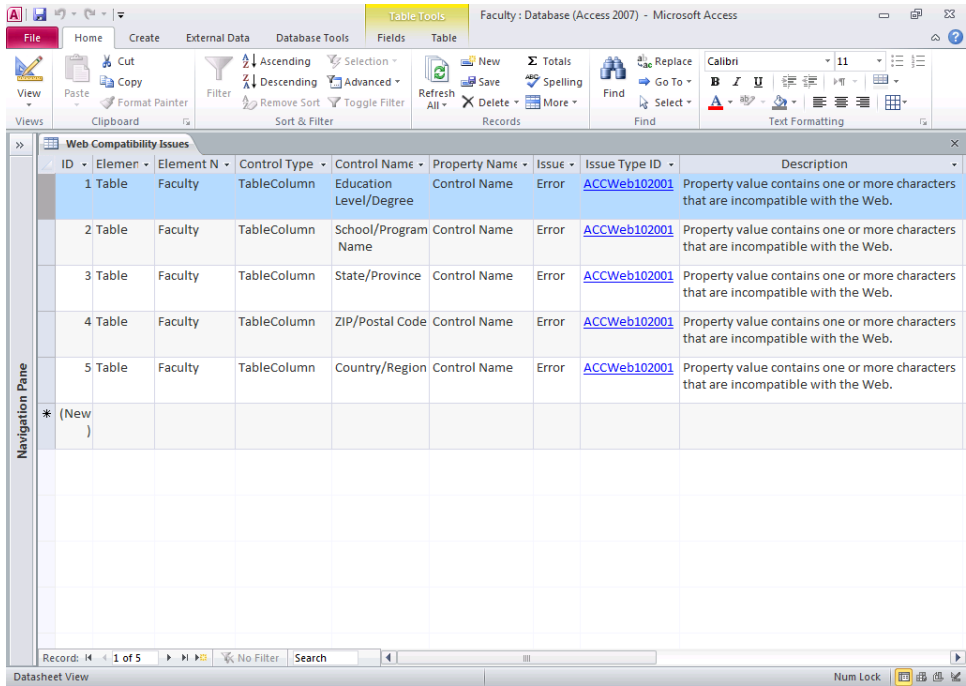 A
Table Tools
Faculty : Database (Access 2007) - Microsoft Access
File Home Create External Data Database Tools Fields Table
View
Paste
Cut
Copy
Format Painter
Filter
Ascending
Descending
Remove Sort
Selection
Advanced
Toggle Filter
Refresh
All
New
Save
Delete
Σ Totals
ABC Spelling
More
Find
Replace
Go To
Select
Calibri 11
B I U
A ab
Views Clipboard Sort & Filter Records Find Text Formatting
» Web Compatibility Issues
ID Elemen Element N Control Type Control Name Property Name Issue Issue Type ID Description
1 Table Faculty TableColumn Education Control Name Error ACCWeb102001 Property value contains one or more characters
Level/Degree that are incompatible with the Web.
2 Table Faculty TableColumn School/Program Control Name Error ACCWeb102001 Property value contains one or more characters
Name that are incompatible with the Web.
3 Table Faculty TableColumn State/Province Control Name Error ACCWeb102001 Property value contains one or more characters
that are incompatible with the Web.
4 Table Faculty TableColumn ZIP/Postal Code Control Name Error ACCWeb102001 Property value contains one or more characters
that are incompatible with the Web.
5 Table Faculty TableColumn Country/Region Control Name Error ACCWeb102001 Property value contains one or more characters
that are incompatible with the Web.
* (New
)
Navigation Pane
Record: 1 of 5 No Filter Search
Datasheet View Num Lock